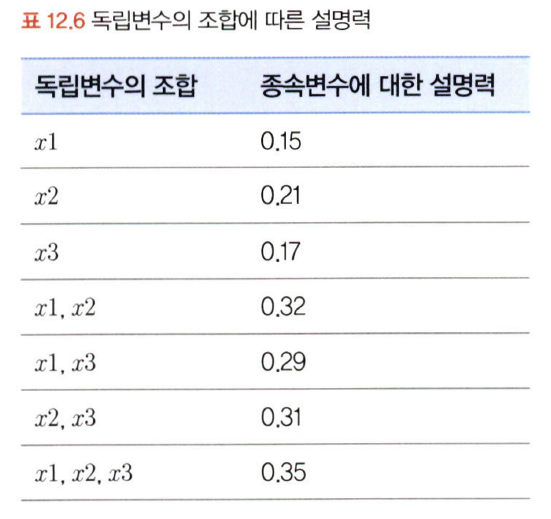 표 12.6 독립변수의 조합에 따른 설명력
독립변수의 조합 종속변수에 대한 설명력
x1 0.15
x2 0.21
x3 0.17
x1, x2 0.32
x1, x3 0.29
x2, x3 0.31
x1, x2, x3 0.35